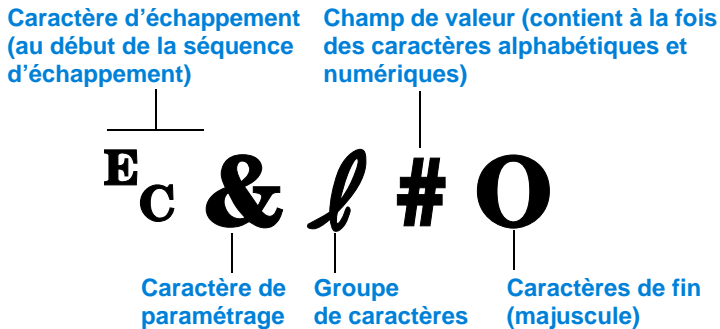 Caractère d'échappement
(au début de la séquence
d'échappement)
Champ de valeur (contient à la fois
des caractères alphabétiques et
numériques)
E C & ℓ # O
Caractère de
paramétrage
Groupe
de caractères
Caractères de fin
(majuscule)